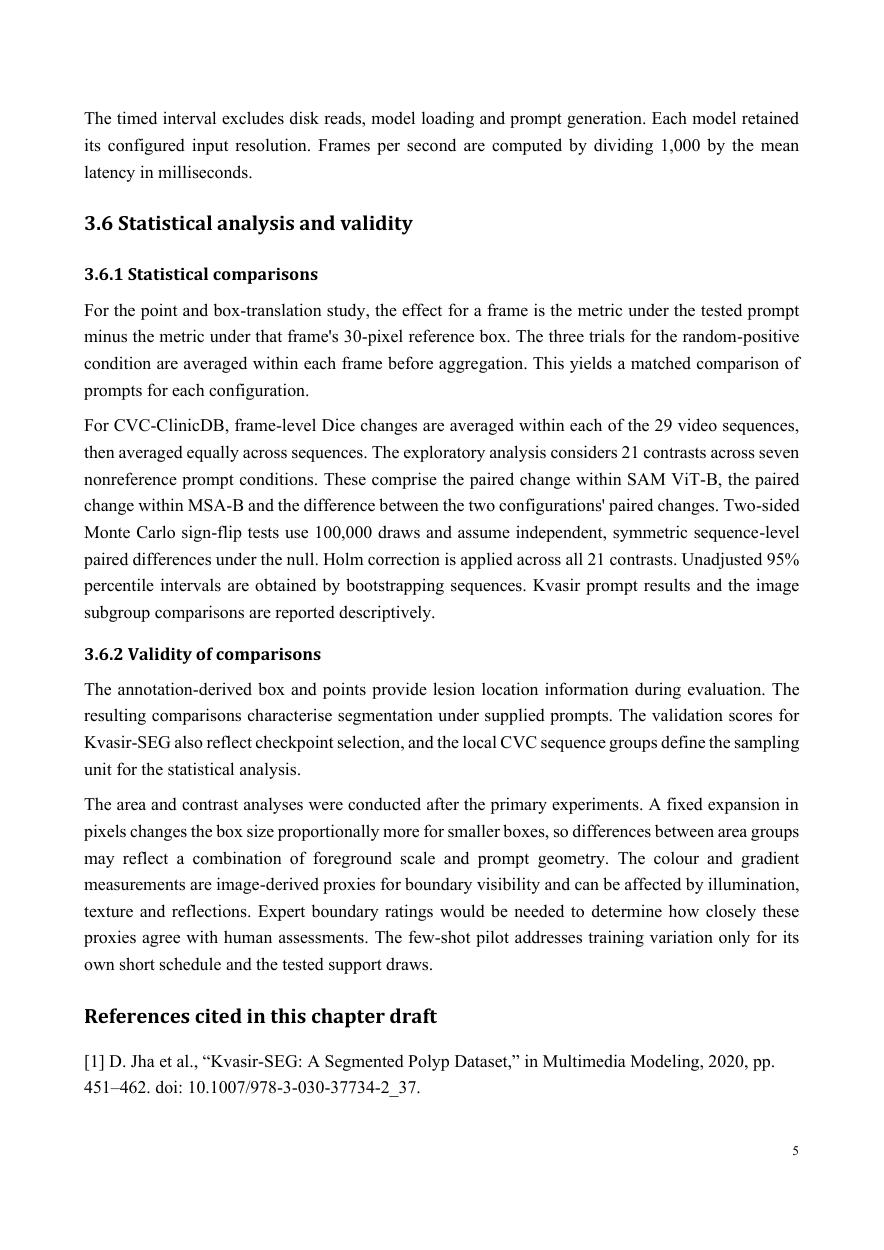 The timed interval excludes disk reads, model loading and prompt generation. Each model retained
its configured input resolution. Frames per second are computed by dividing 1,000 by the mean
latency in milliseconds.
3.6 Statistical analysis and validity
3.6.1 Statistical comparisons
For the point and box-translation study, the effect for a frame is the metric under the tested prompt
minus the metric under that frame's 30-pixel reference box. The three trials for the random-positive
condition are averaged within each frame before aggregation. This yields a matched comparison of
prompts for each configuration.
For CVC-ClinicDB, frame-level Dice changes are averaged within each of the 29 video sequences,
then averaged equally across sequences. The exploratory analysis considers 21 contrasts across seven
nonreference prompt conditions. These comprise the paired change within SAM ViT-B, the paired
change within MSA-B and the difference between the two configurations' paired changes. Two-sided
Monte Carlo sign-flip tests use 100,000 draws and assume independent, symmetric sequence-level
paired differences under the null. Holm correction is applied across all 21 contrasts. Unadjusted 95%
percentile intervals are obtained by bootstrapping sequences. Kvasir prompt results and the image
subgroup comparisons are reported descriptively.
3.6.2 Validity of comparisons
The annotation-derived box and points provide lesion location information during evaluation. The
resulting comparisons characterise segmentation under supplied prompts. The validation scores for
Kvasir-SEG also reflect checkpoint selection, and the local CVC sequence groups define the sampling
unit for the statistical analysis.
The area and contrast analyses were conducted after the primary experiments. A fixed expansion in
pixels changes the box size proportionally more for smaller boxes, so differences between area groups
may reflect a combination of foreground scale and prompt geometry. The colour and gradient
measurements are image-derived proxies for boundary visibility and can be affected by illumination,
texture and reflections. Expert boundary ratings would be needed to determine how closely these
proxies agree with human assessments. The few-shot pilot addresses training variation only for its
own short schedule and the tested support draws.
References cited in this chapter draft
[1] D. Jha et al., “Kvasir-SEG: A Segmented Polyp Dataset,” in Multimedia Modeling, 2020, pp.
451–462. doi: 10.1007/978-3-030-37734-2_37.
5